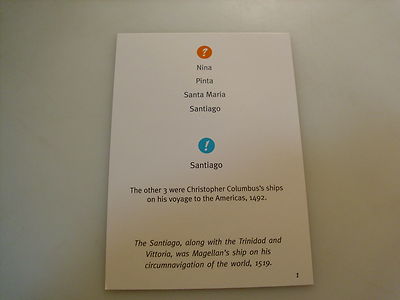 ?
Nina
Pinta
Santa Maria
Santiago
!
Santiago
The other 3 were Christopher Columbus's ships
on his voyage to the Americas, 1492.
The Santiago, along with the Trinidad and
Vittoria, was Magellan's ship on his
circumnavigation of the world, 1519.
1